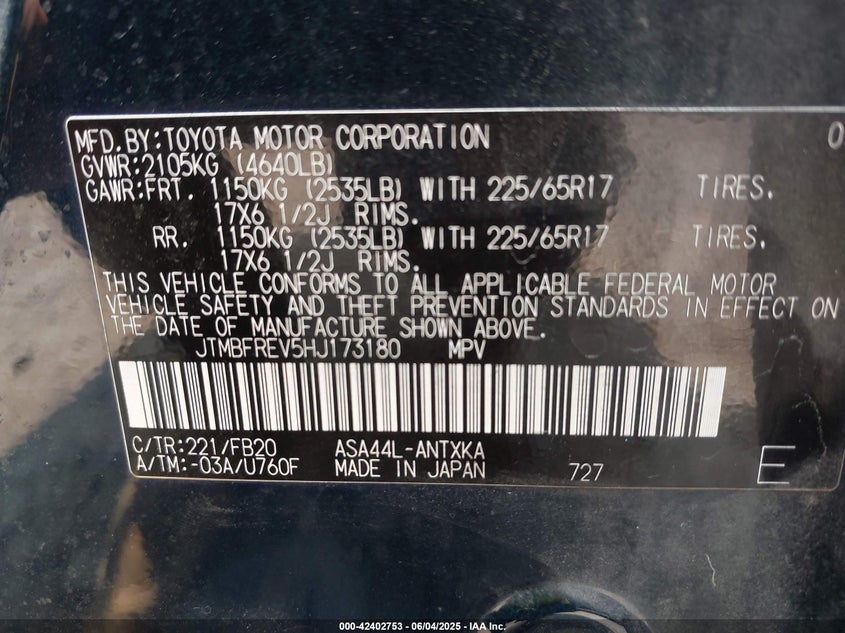 MFD.BY:TOYOTA MOTOR CORPORATION 0
GVWR:2105KG (4640LB)
GAWR:FRT. 1150KG (2535LB) WITH 225/65R17 TIRES.
17X6 1/2J RIMS.
RR. 1150KG (2535LB) WITH 225/65R17 TIRES.
17X6 1/2J RIMS.
THIS VEHICLE CONFORMS TO ALL APPLICABLE FEDERAL MOTOR
VEHICLE SAFETY AND THEFT PREVENTION STANDARDS IN EFFECT ON
THE DATE OF MANUFACTURE SHOWN ABOVE.
JTMBFREV5HJ173180 MPV
C/TR:221/FB20 ASA44L-ANTXKA
A/TM:-03A/U760F MADE IN JAPAN 727 E
000-42402753 - 06/04/2025 - IAA Inc.